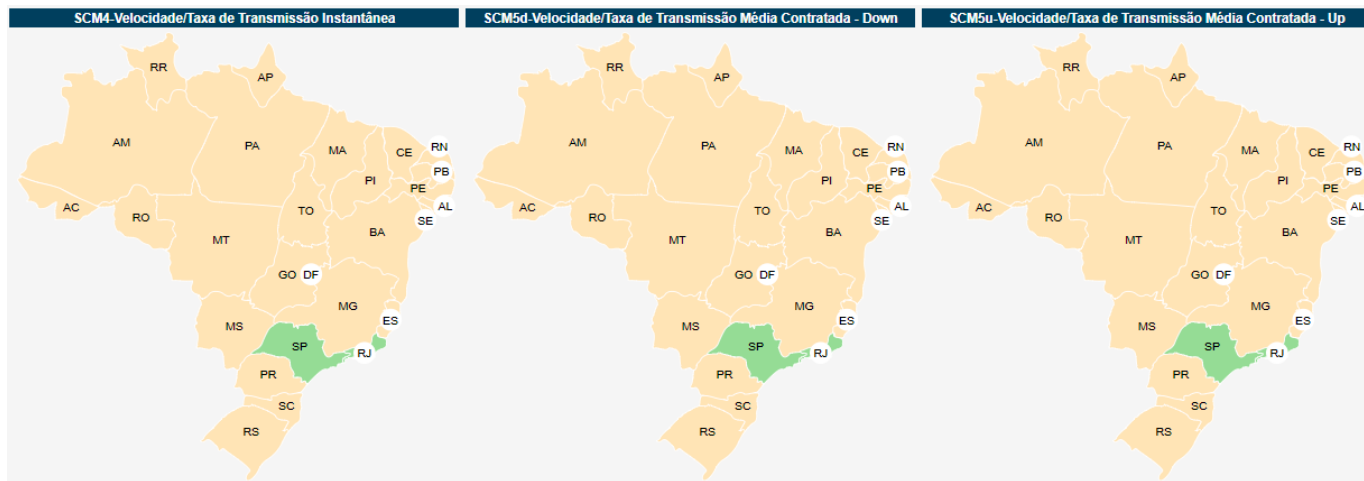 SCM4-Velocidade/Taxa de Transmissão Instantânea
RR
AP
AM
PA
MA
CE
RN
PB
PI
PE
AL
AC
RO
TO
SE
MT
BA
GO
DF
MG
MS
ES
SP
RJ
PR
SC
RS
SCM5d-Velocidade/Taxa de Transmissão Média Contratada - Down
RR
AP
AM
PA
MA
CE
RN
PB
PI
PE
AL
AC
RO
TO
SE
MT
BA
GO
DF
MG
MS
ES
SP
RJ
PR
SC
RS
SCM5u-Velocidade/Taxa de Transmissão Média Contratada - Up
RR
AP
AM
PA
MA
CE
RN
PB
PI
PE
AL
AC
RO
TO
SE
MT
BA
GO
DF
MG
MS
ES
SP
RJ
PR
SC
RS